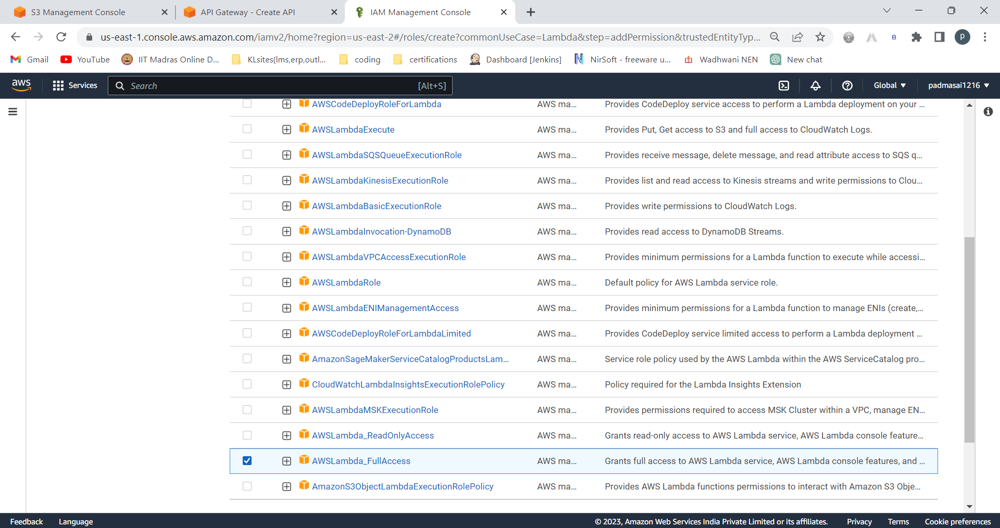 S3 Management Console
API Gateway - Create API
IAM Management Console
us-east-1.console.aws.amazon.com/iamv2/home?region=us-east-2#/roles/create?commonUseCase=Lambda&step=addPermission&trustedEntityTyp...
B
p
Gmail YouTube IIT Madras Online D... KLsites(lms,erp,outl... coding certifications Dashboard [Jenkins] NirSoft - freeware u... Wadhwani NEN New chat
aws Services Search [Alt+S] Global padmasai1216
AWSCodeDeployRoleForLambda AWS ma... Provides CodeDeploy service access to perform a Lambda deployment on your ...
AWSLambdaExecute AWS ma... Provides Put, Get access to S3 and full access to CloudWatch Logs.
AWSLambdaSQSQueueExecutionRole AWS ma... Provides receive message, delete message, and read attribute access to SQS q...
AWSLambdaKinesisExecutionRole AWS ma... Provides list and read access to Kinesis streams and write permissions to Clou...
AWSLambdaBasicExecutionRole AWS ma... Provides write permissions to CloudWatch Logs.
AWSLambdaInvocation-DynamoDB AWS ma... Provides read access to DynamoDB Streams.
AWSLambdaVPCAccessExecutionRole AWS ma... Provides minimum permissions for a Lambda function to execute while accessi...
AWSLambdaRole AWS ma... Default policy for AWS Lambda service role.
AWSLambdaENIManagementAccess AWS ma... Provides minimum permissions for a Lambda function to manage ENIs (create,...
AWSCodeDeployRoleForLambdaLimited AWS ma... Provides CodeDeploy service limited access to perform a Lambda deployment ...
AmazonSageMakerServiceCatalogProductsLam... AWS ma... Service role policy used by the AWS Lambda within the AWS ServiceCatalog pro...
CloudWatchLambdaInsightsExecutionRolePolicy AWS ma... Policy required for the Lambda Insights Extension
AWSLambdaMSKExecutionRole AWS ma... Provides permissions required to access MSK Cluster within a VPC, manage EN...
AWSLambda_ReadOnlyAccess AWS ma... Grants read-only access to AWS Lambda service, AWS Lambda console feature...
AWSLambda_FullAccess AWS ma... Grants full access to AWS Lambda service, AWS Lambda console features, and ...
AmazonS3ObjectLambdaExecutionRolePolicy AWS ma... Provides AWS Lambda functions permissions to interact with Amazon S3 Obje...
Feedback Language © 2023, Amazon Web Services India Private Limited or its affiliates. Privacy Terms Cookie preferences